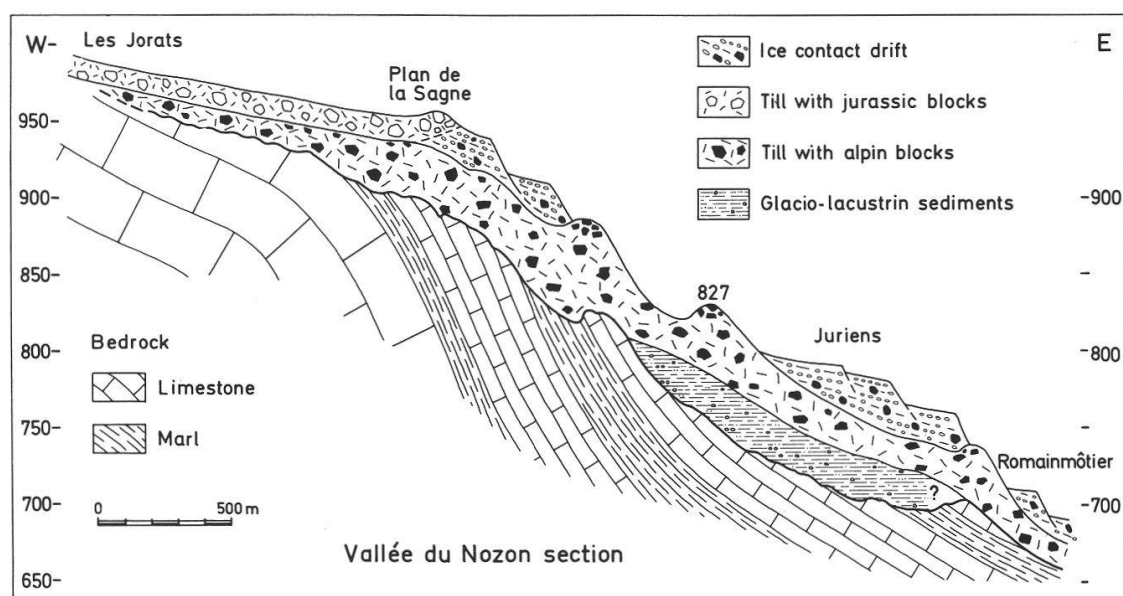 W-
Les Jorats
Plan de
la Sagne
E
Ice contact drift
Till with jurassic blocks
Till with alpin blocks
Glacio-lacustrin sediments
950-
900-
850-
800-
750-
700-
650-
-900
-800
-700
827
Juriens
Romainmôtier
?
Bedrock
Limestone
Marl
0
500 m
Vallée du Nozon section